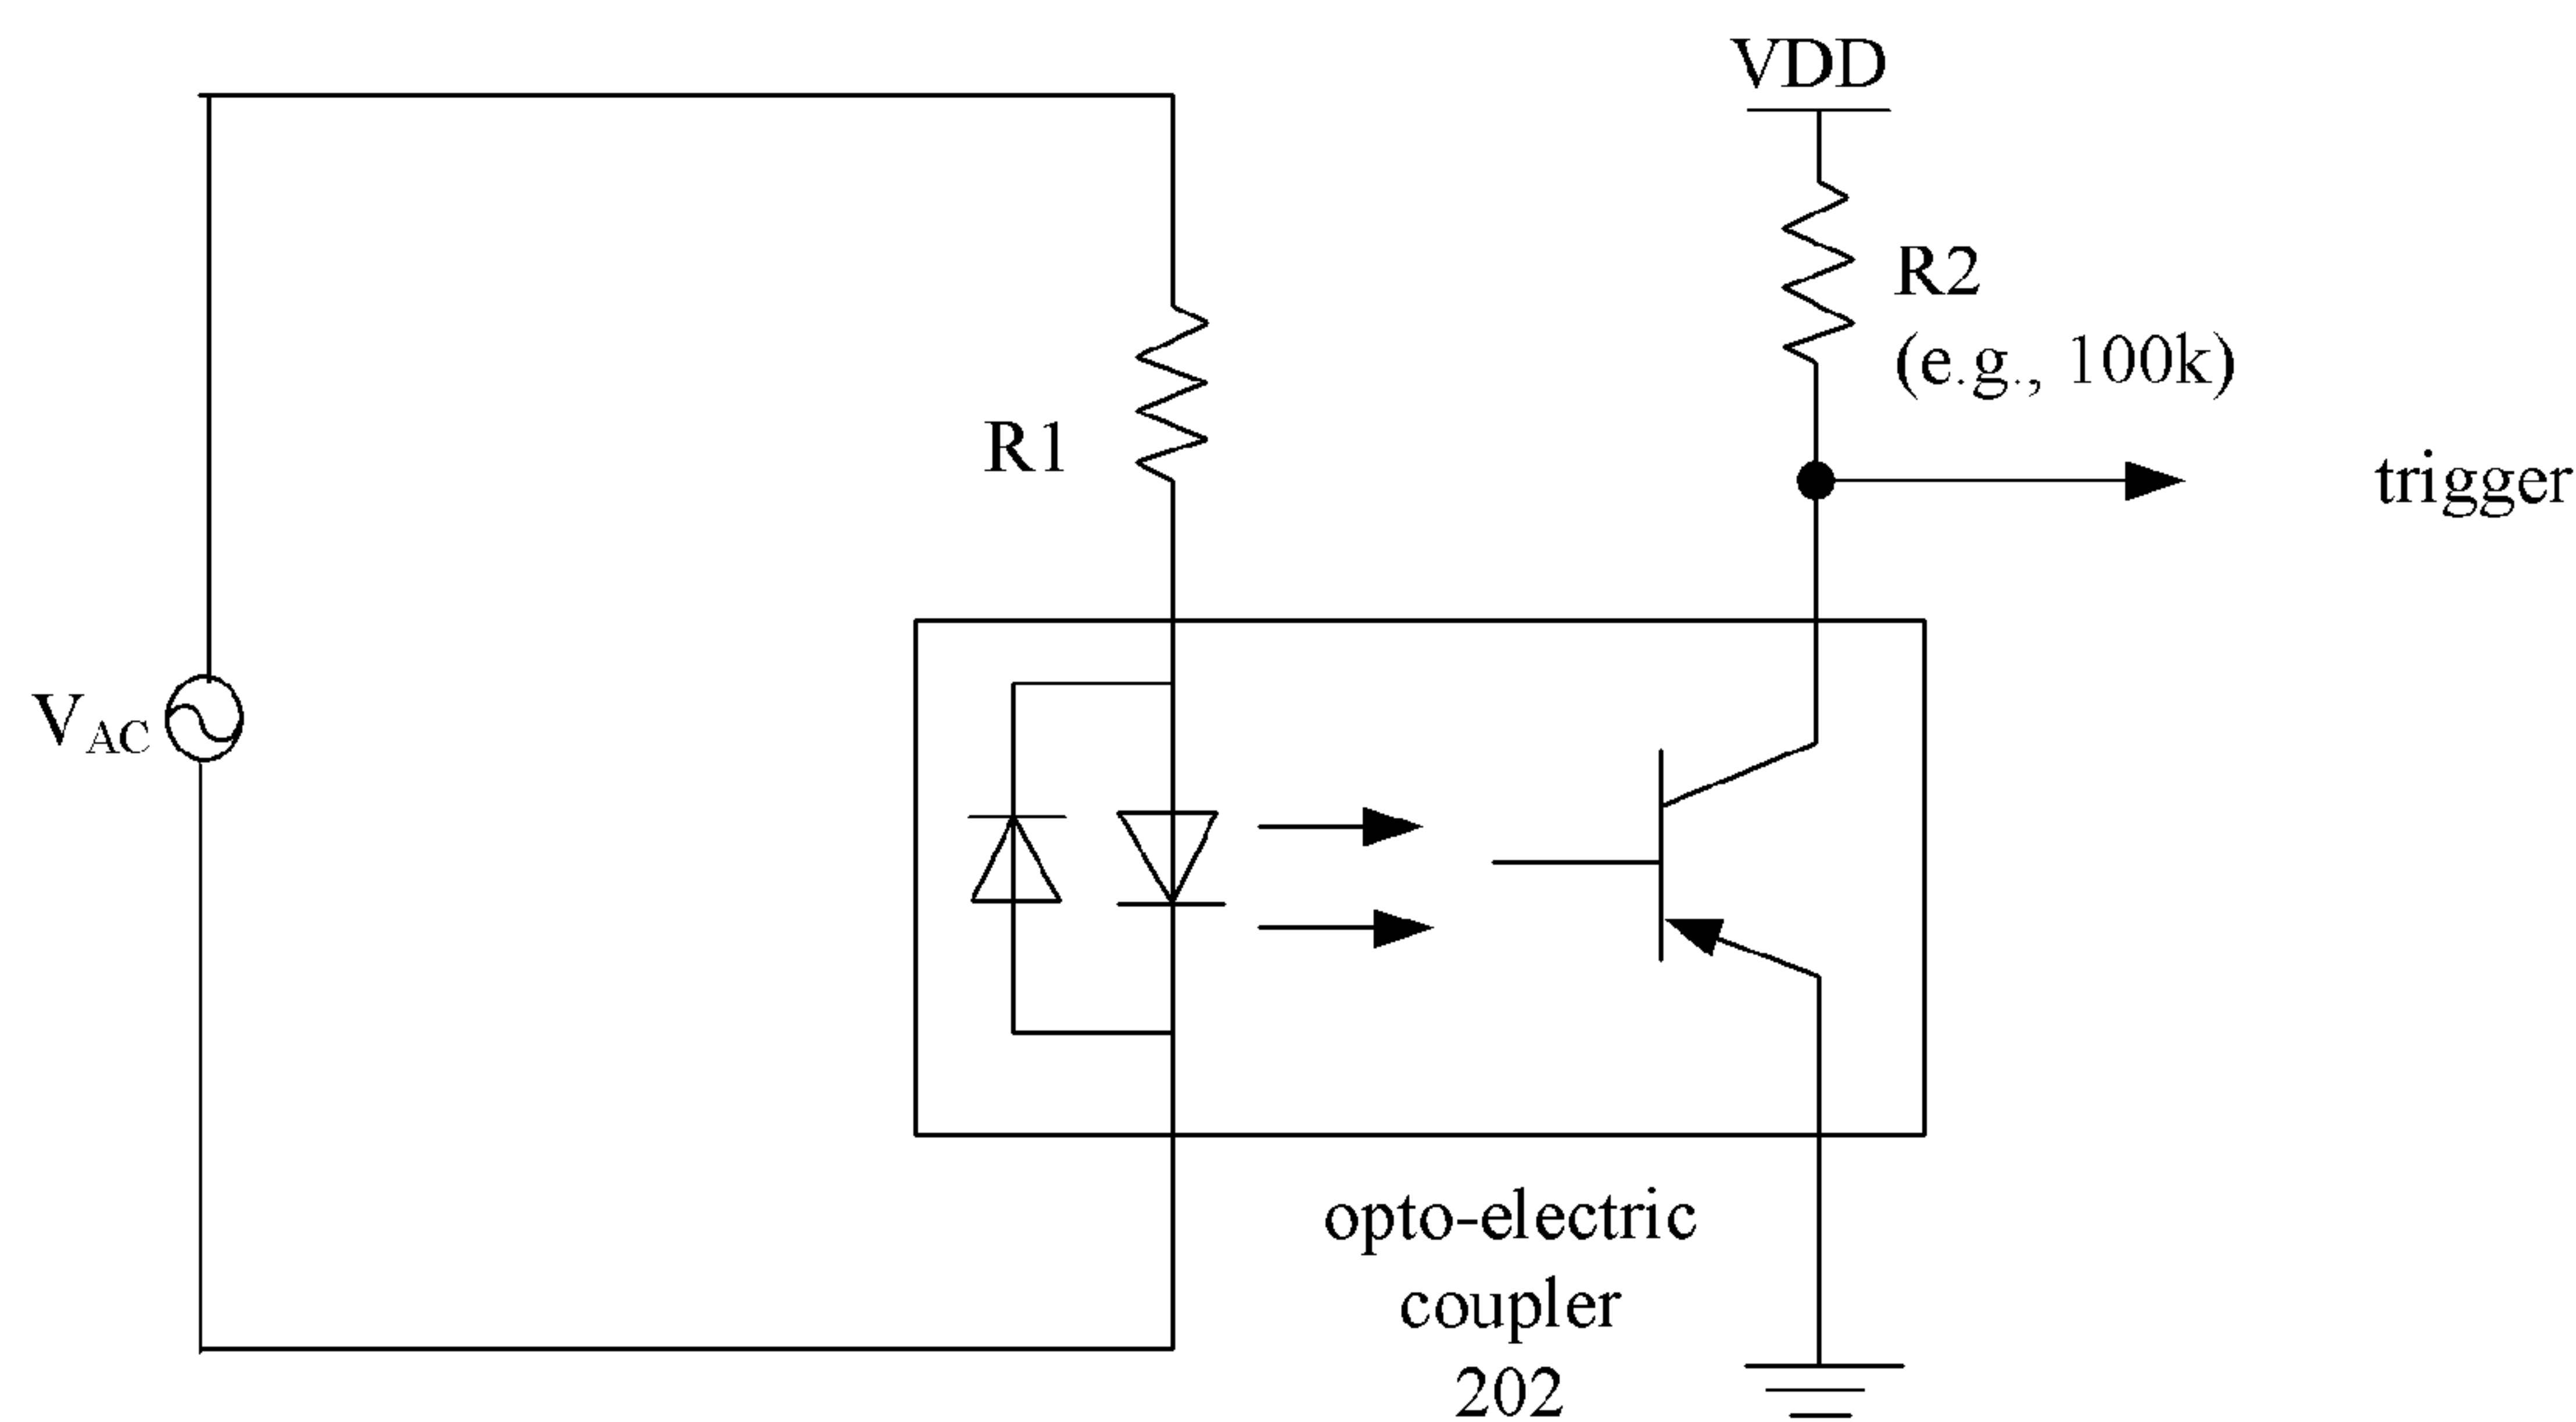 VDD
R2
(e.g., 100k)
R1
trigger
VAC
opto-electric
coupler
202